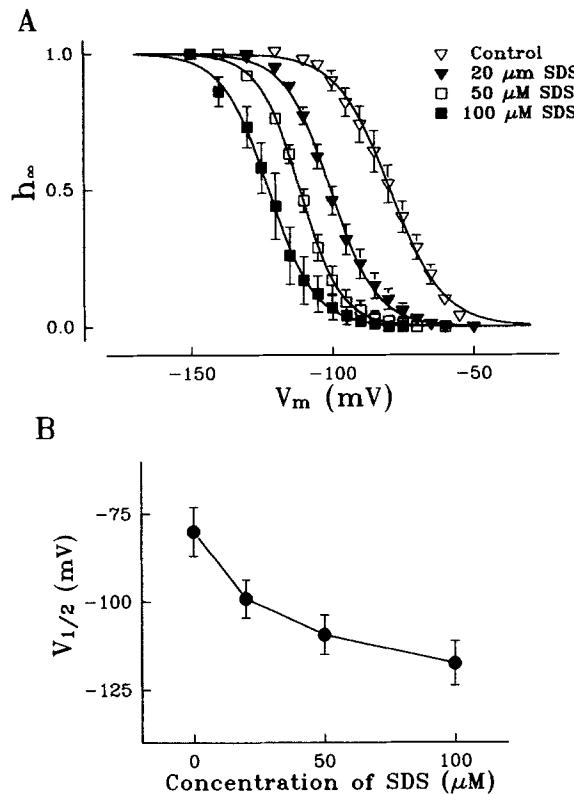 A
1.0
0.5
0.0
h∞
▽ Control
▼ 20 μm SDS
□ 50 μM SDS
■ 100 μM SDS
−150
−100
−50
Vm (mV)
B
−75
−100
−125
V1/2 (mV)
0
50
100
Concentration of SDS (μM)